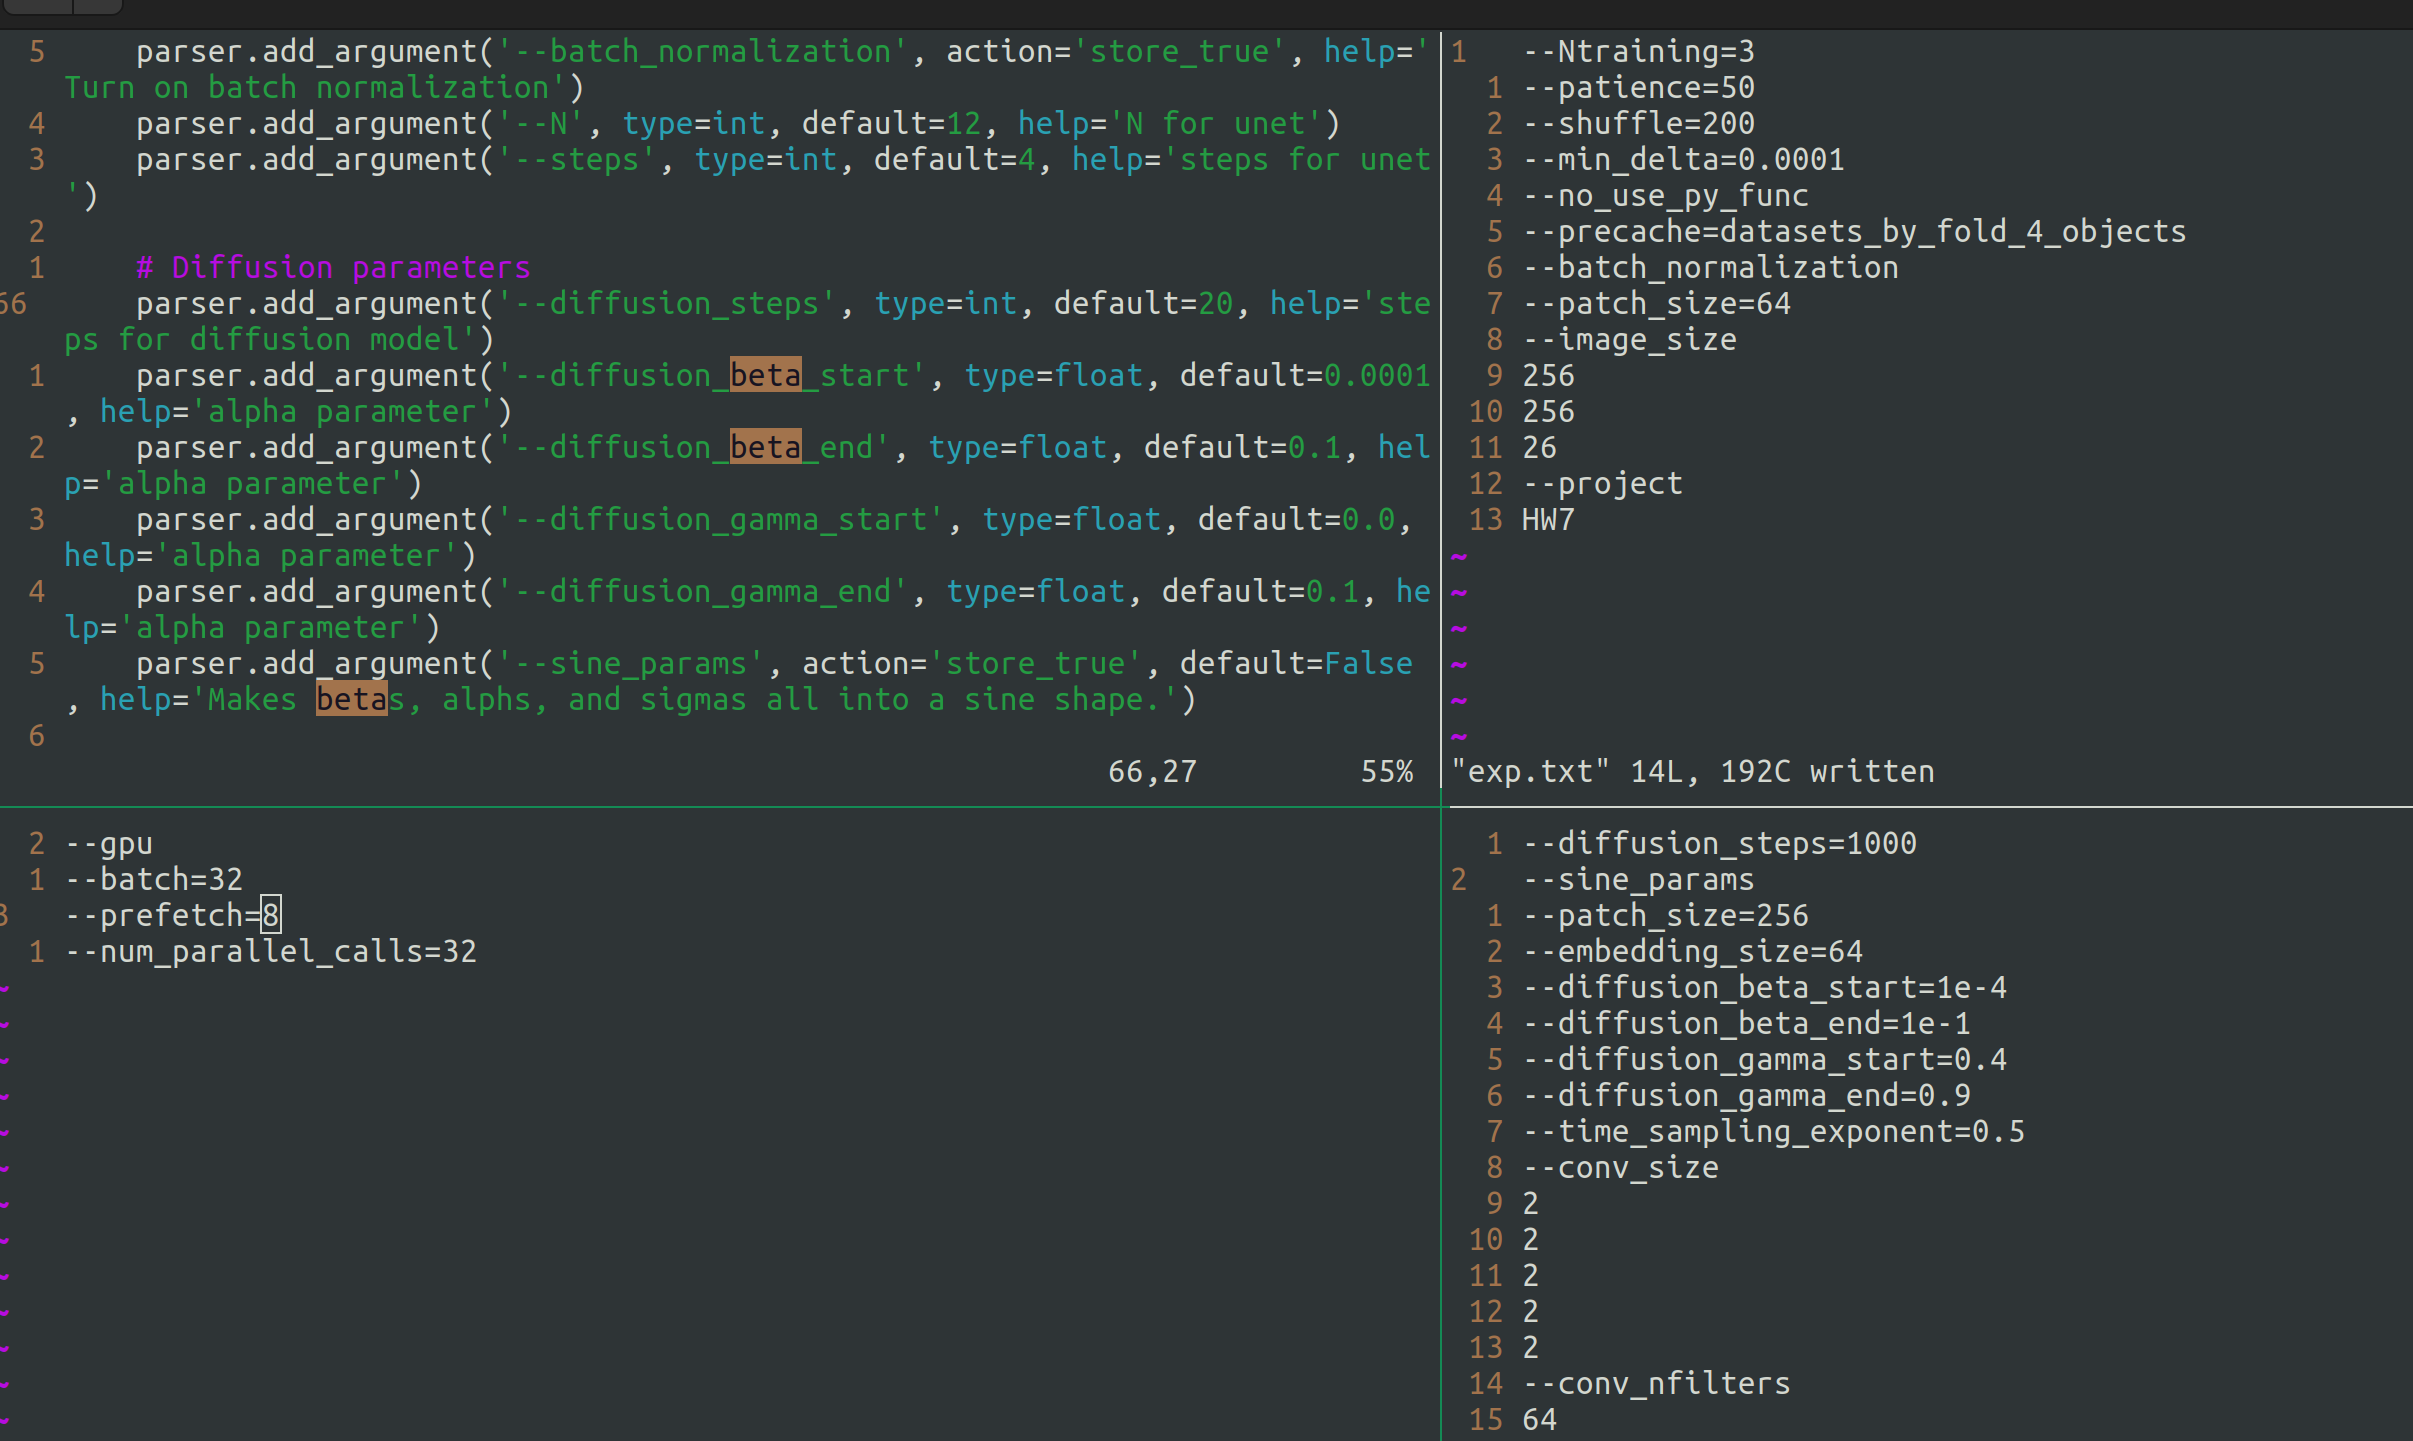 5     parser.add_argument('--batch_normalization', action='store_true', help='
Turn on batch normalization')
4     parser.add_argument('--N', type=int, default=12, help='N for unet')
3     parser.add_argument('--steps', type=int, default=4, help='steps for unet
')
2
1     # Diffusion parameters
66     parser.add_argument('--diffusion_steps', type=int, default=20, help='ste
ps for diffusion model')
1     parser.add_argument('--diffusion_beta_start', type=float, default=0.0001
, help='alpha parameter')
2     parser.add_argument('--diffusion_beta_end', type=float, default=0.1, hel
p='alpha parameter')
3     parser.add_argument('--diffusion_gamma_start', type=float, default=0.0,
help='alpha parameter')
4     parser.add_argument('--diffusion_gamma_end', type=float, default=0.1, he
lp='alpha parameter')
5     parser.add_argument('--sine_params', action='store_true', default=False
, help='Makes betas, alphs, and sigmas all into a sine shape.')
6
66,27 55%
1 --Ntraining=3
1 --patience=50
2 --shuffle=200
3 --min_delta=0.0001
4 --no_use_py_func
5 --precache=datasets_by_fold_4_objects
6 --batch_normalization
7 --patch_size=64
8 --image_size
9 256
10 256
11 26
12 --project
13 HW7
~
~
~
~
~
~
"exp.txt" 14L, 192C written
2 --gpu
1 --batch=32
3 --prefetch=8
1 --num_parallel_calls=32
~
~
~
~
~
~
~
~
~
~
~
~
~
1 --diffusion_steps=1000
2 --sine_params
1 --patch_size=256
2 --embedding_size=64
3 --diffusion_beta_start=1e-4
4 --diffusion_beta_end=1e-1
5 --diffusion_gamma_start=0.4
6 --diffusion_gamma_end=0.9
7 --time_sampling_exponent=0.5
8 --conv_size
9 2
10 2
11 2
12 2
13 2
14 --conv_nfilters
15 64